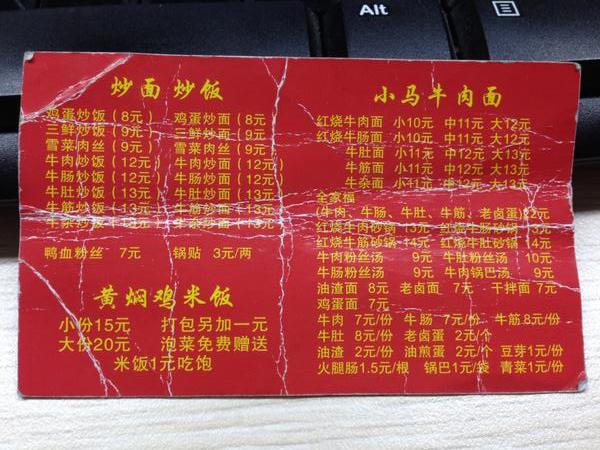 Alt
炒面 炒饭
鸡蛋炒饭（8元） 鸡蛋炒面（8元）
三鲜炒饭（9元） 三鲜炒面（9元）
雪菜肉丝（9元） 雪菜肉丝（9元）
牛肉炒饭（12元） 牛肉炒面（12元）
牛肠炒饭（12元） 牛肠炒面（12元）
牛肚炒饭（13元） 牛肚炒面（13元）
牛筋炒饭（13元） 牛筋炒面（13元）
牛杂炒饭（13元） 牛杂炒面（13元）
鸭血粉丝 7元 锅贴 3元/两
黄焖鸡米饭
小份15元 打包另加一元
大份20元 泡菜免费赠送
米饭1元吃饱
小马牛肉面
红烧牛肉面 小10元 中11元 大12元
红烧牛肠面 小10元 中11元 大12元
牛肚面 小11元 中12元 大13元
牛筋面 小11元 中12元 大13元
牛杂面 小11元 中12元 大13元
全家福
(牛肉、牛肠、牛肚、牛筋、老卤蛋)22元
红烧牛肉砂锅 13元 红烧牛肠砂锅 13元
红烧牛筋砂锅 14元 红烧牛肚砂锅 14元
牛肉粉丝汤 9元 牛肚粉丝汤 10元
牛肠粉丝汤 9元 牛肉锅巴汤 9元
油渣面 8元 老卤面 7元 干拌面 7元
鸡蛋面 7元
牛肉 7元/份 牛肠 7元/份 牛筋8元/份
牛肚 8元/份 老卤蛋 2元/个
油渣 2元/份 油煎蛋 2元/个 豆芽1元/份
火腿肠1.5元/根 锅巴1元/袋 青菜1元/份